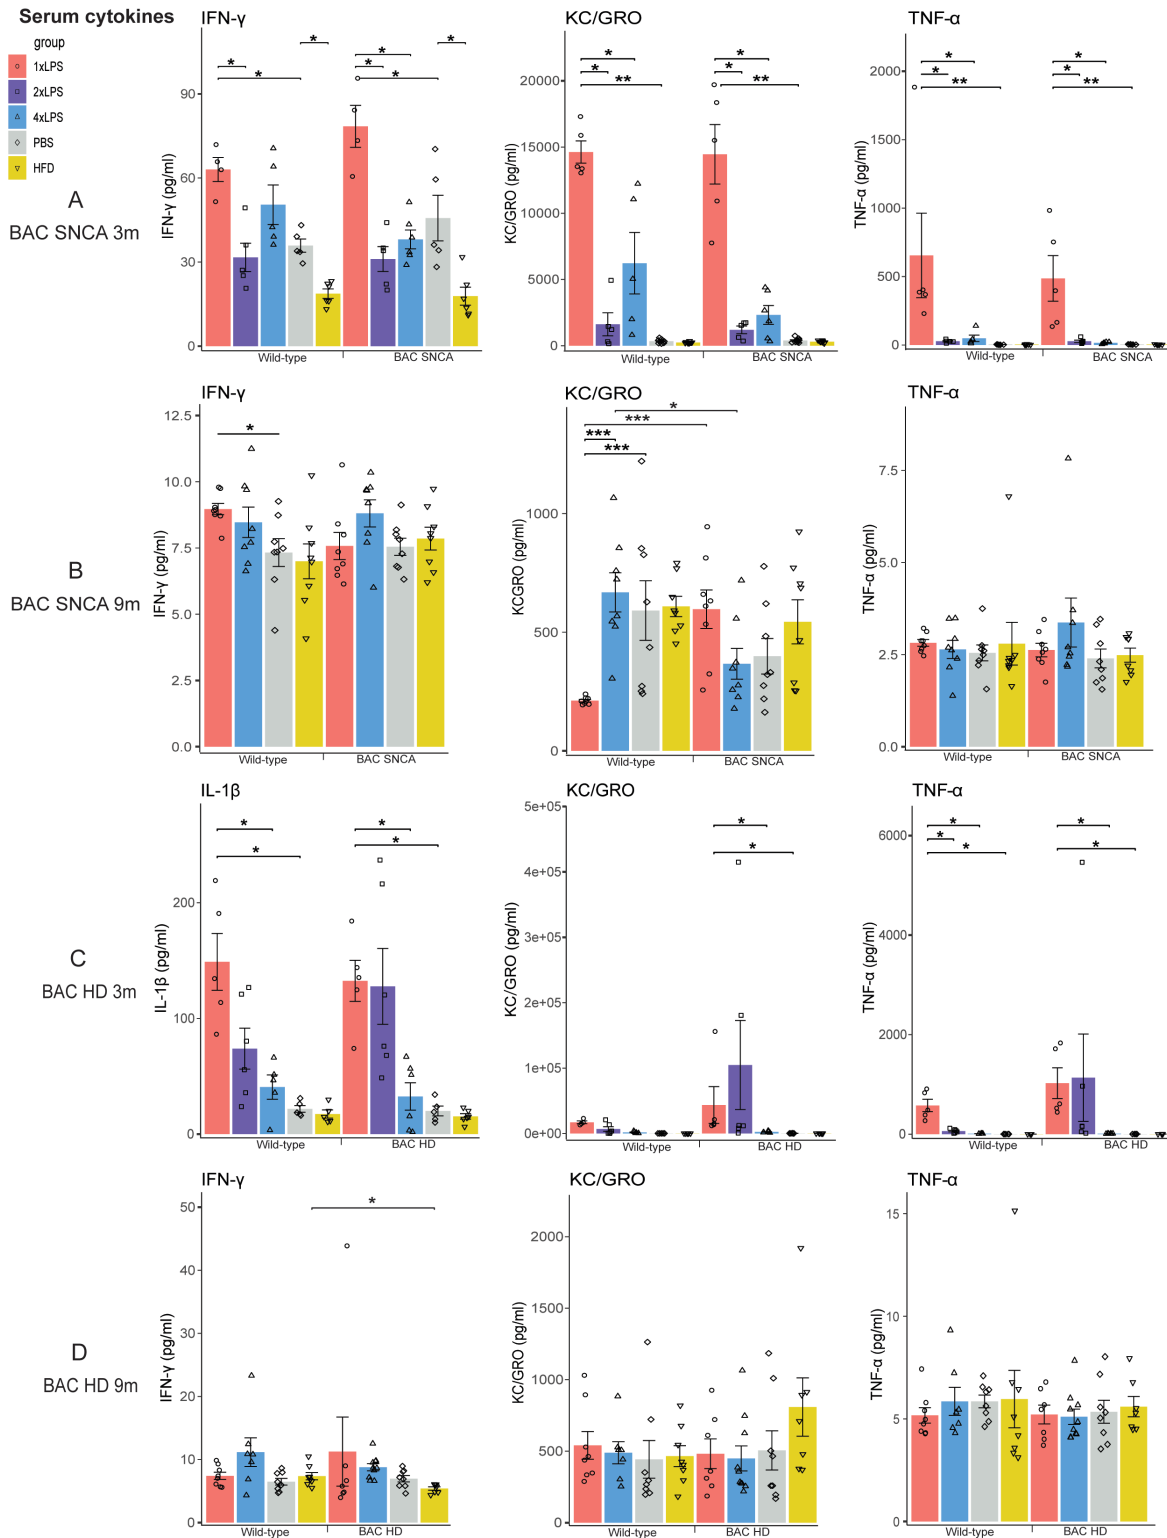 Serum cytokines
group
1xLPS
2xLPS
4xLPS
PBS
HFD
A
BAC SNCA 3m
IFN-γ
* * * * * * * *
IFN-γ (pg/ml)
90
60
30
0
Wild-type BAC SNCA
KC/GRO
* * ** * * **
KC/GRO (pg/ml)
20000
15000
10000
5000
0
Wild-type BAC SNCA
TNF-α
* * ** * * **
TNF-α (pg/ml)
2000
1500
1000
500
0
Wild-type BAC SNCA
B
BAC SNCA 9m
IFN-γ
*
IFN-γ (pg/ml)
12.5
10.0
7.5
5.0
2.5
0.0
Wild-type BAC SNCA
KC/GRO
* *** *** ***
KCGRO (pg/ml)
1000
500
0
Wild-type BAC SNCA
TNF-α
TNF-α (pg/ml)
7.5
5.0
2.5
0.0
Wild-type BAC SNCA
C
BAC HD 3m
IL-1β
* * * *
IL-1β (pg/ml)
200
100
0
Wild-type BAC HD
KC/GRO
* *
KC/GRO (pg/ml)
5e+05
4e+05
3e+05
2e+05
1e+05
0e+00
Wild-type BAC HD
TNF-α
* * * * *
TNF-α (pg/ml)
6000
4000
2000
0
Wild-type BAC HD
D
BAC HD 9m
IFN-γ
*
IFN-γ (pg/ml)
50
40
30
20
10
0
Wild-type BAC HD
KC/GRO
KC/GRO (pg/ml)
2000
1500
1000
500
0
Wild-type BAC HD
TNF-α
TNF-α (pg/ml)
15
10
5
0
Wild-type BAC HD